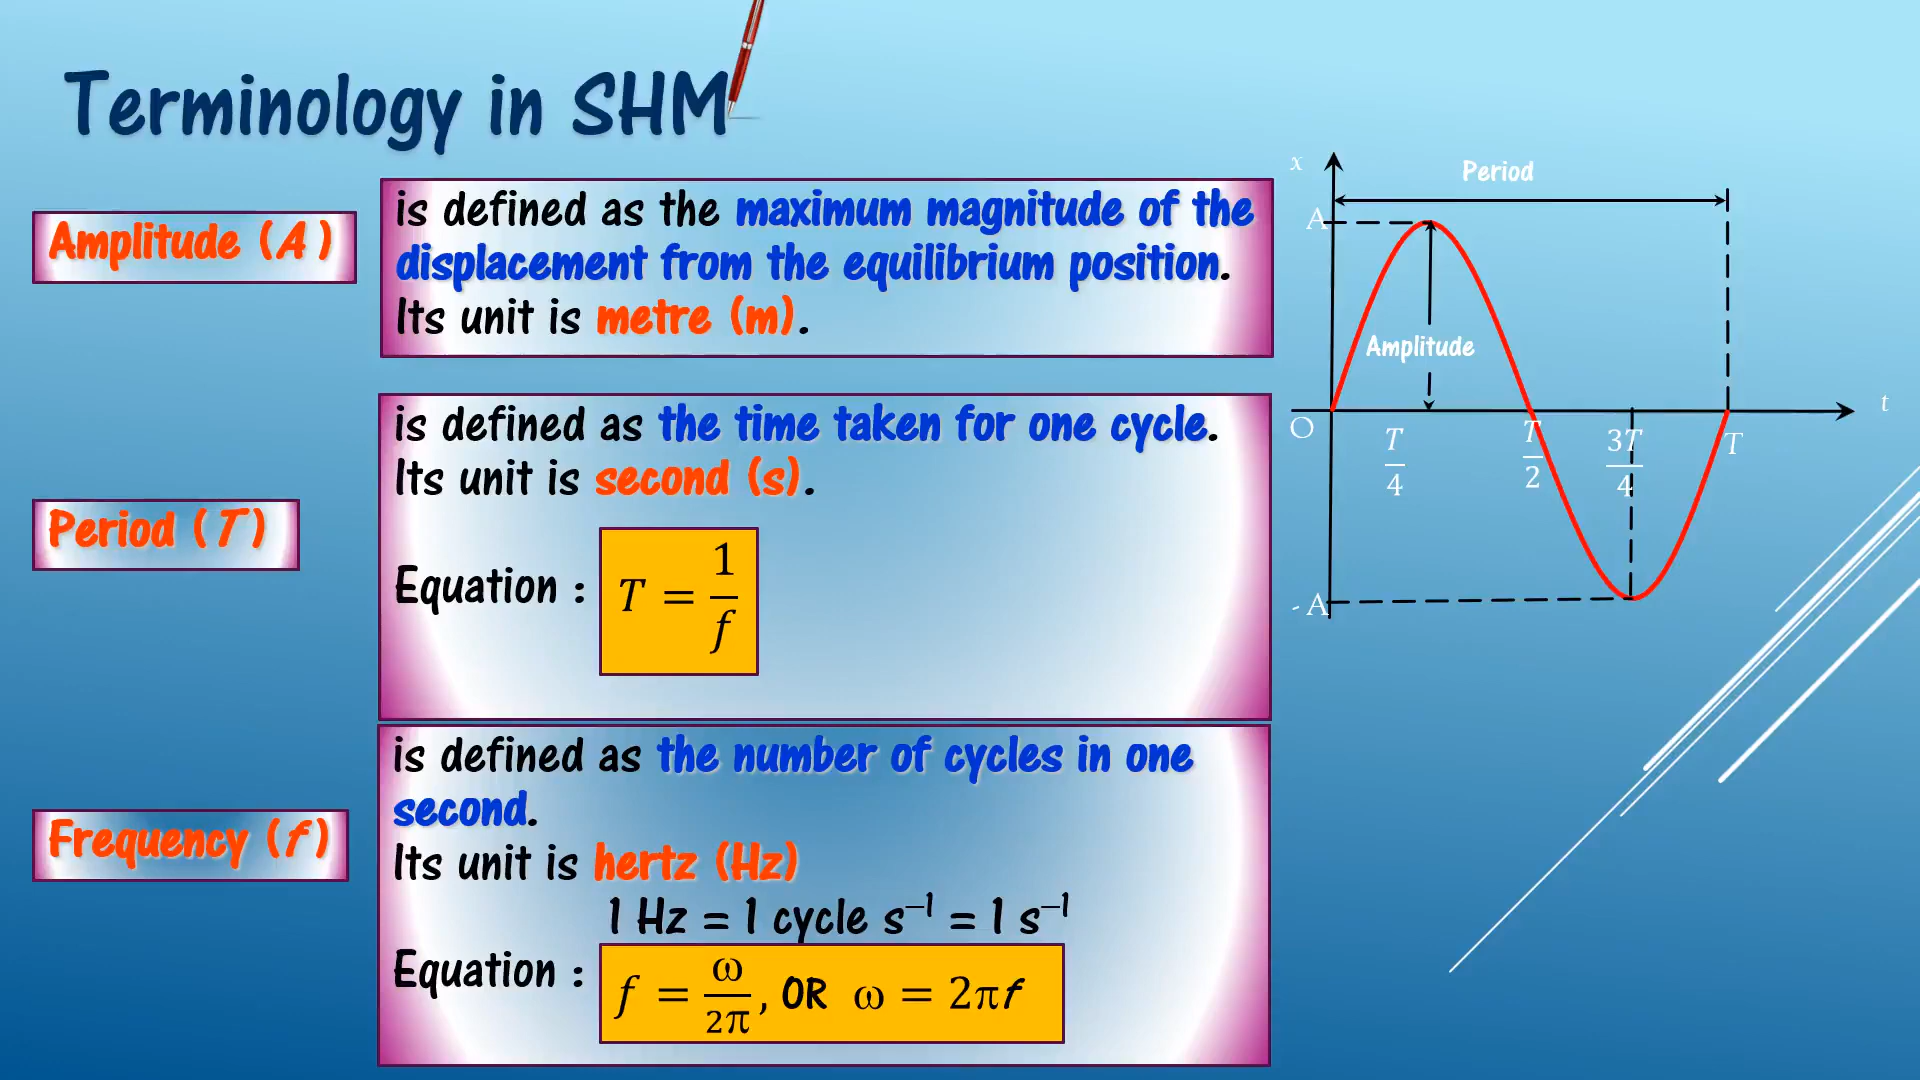 Terminology in SHM
Amplitude (A)
is defined as the maximum magnitude of the
displacement from the equilibrium position.
Its unit is metre (m).
Period (T)
is defined as the time taken for one cycle.
Its unit is second (s).
Equation : T = 1/f
Frequency (f)
is defined as the number of cycles in one
second.
Its unit is hertz (Hz)
1 Hz = 1 cycle s⁻¹ = 1 s⁻¹
Equation : f = ω/2π, OR ω = 2πf
x
Period
A
Amplitude
t
O
T/4
T/2
3T/4
T
- A